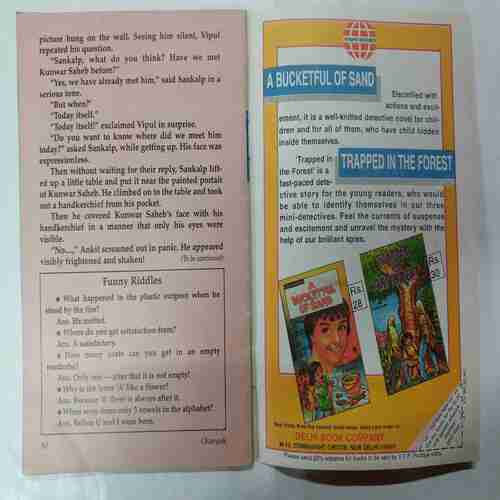 picture hung on the wall. Seeing him silent, Vipul
repeated his question.
"Sankalp, what do you think? Have we met
Kunwar Saheb before?"
"Yes, we have already met him," said Sankalp in a
serious tone.
"But when?"
"Today itself."
"Today itself!" exclaimed Vipul in surprise.
"Do you want to know where did we meet him
today?" asked Sankalp, while getting up. His face was
expressionless.
Then without waiting for their reply, Sankalp lift-
ed up a little table and put it near the painted portait
of Kunwar Saheb. He climbed on to the table and took
out a handkerchief from his pocket.
Then he covered Kunwar Saheb's face with his
handkerchief in a manner that only his eyes were
visible.
"No...," Ankit screamed out in panic. He appeared
visibly frightened and shaken!
(To be continued)
Funny Riddles
What happened to the plastic surgeon when he
stood by the fire?
Ans. He melted.
Where do you get satisfaction from?
Ans. A satisfactory.
How many coats can you get in an empty
wardrobe?
Ans. Only one — after that it is not empty!
Why is the letter 'A' like a flower?
Ans. Because 'B' is always after it.
When were there only 3 vowels in the alphabet?
Ans. Before U and I were born.
Champak
A BUCKETFUL OF SAND
Electrified with
actions and excit-
ement, it is a well-knitted detective novel for chil-
dren and for all of them, who have child hidden
inside themselves.
TRAPPED IN THE FOREST
'Trapped in
the Forest' is a
fast-paced dete-
ctive story for the young readers, who would
be able to identify themselves in our three
mini-detectives. Feel the currents of suspense
and excitement and unravel the mystery with the
help of our brilliant spies.
A
BUCKETFUL
OF SAND
Rs.
28
Rs.
30
DELHI BOOK COMPANY
M-12, CONNAUGHT CIRCUS, NEW DELHI-110001